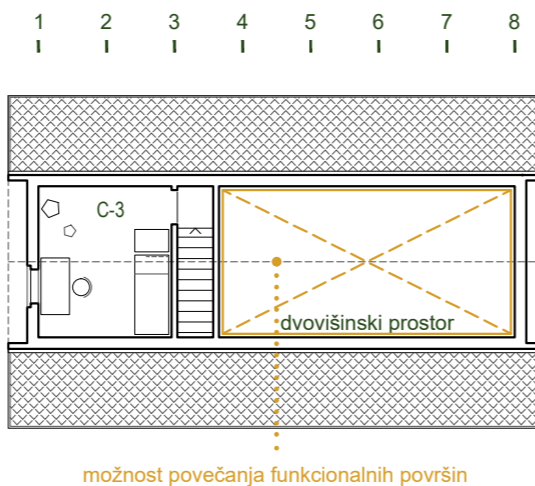 1 2 3 4 5 6 7 8
C-3
dvovišinski prostor
možnost povečanja funkcionalnih površin